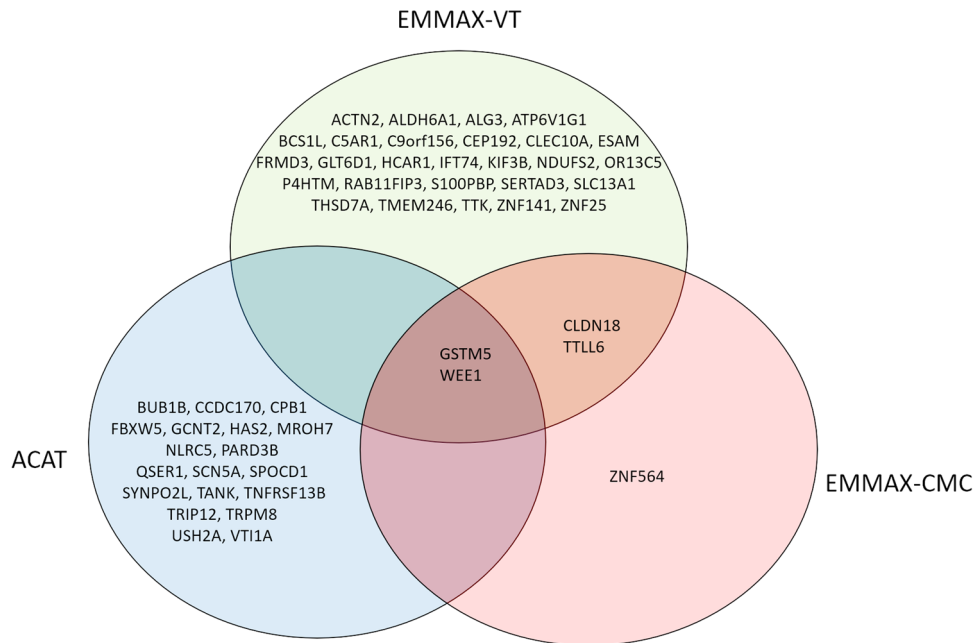 EMMAX-VT
ACTN2, ALDH6A1, ALG3, ATP6V1G1
BCS1L, C5AR1, C9orf156, CEP192, CLEC10A, ESAM
FRMD3, GLT6D1, HCAR1, IFT74, KIF3B, NDUFS2, OR13C5
P4HTM, RAB11FIP3, S100PBP, SERTAD3, SLC13A1
THSD7A, TMEM246, TTK, ZNF141, ZNF25
CLDN18
TTLL6
GSTM5
WEE1
BUB1B, CCDC170, CPB1
FBXW5, GCNT2, HAS2, MROH7
NLRC5, PARD3B
QSER1, SCN5A, SPOCD1
SYNPO2L, TANK, TNFRSF13B
TRIP12, TRPM8
USH2A, VTI1A
ACAT
ZNF564
EMMAX-CMC